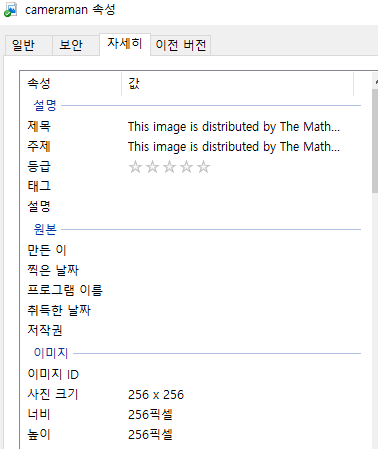 cameraman 속성
일반 보안 자세히 이전 버전
속성 값
설명
제목 This image is distributed by The Math...
주제 This image is distributed by The Math...
등급 ☆☆☆☆☆
태그
설명
원본
만든 이
찍은 날짜
프로그램 이름
취득한 날짜
저작권
이미지
이미지 ID
사진 크기 256 x 256
너비 256픽셀
높이 256픽셀